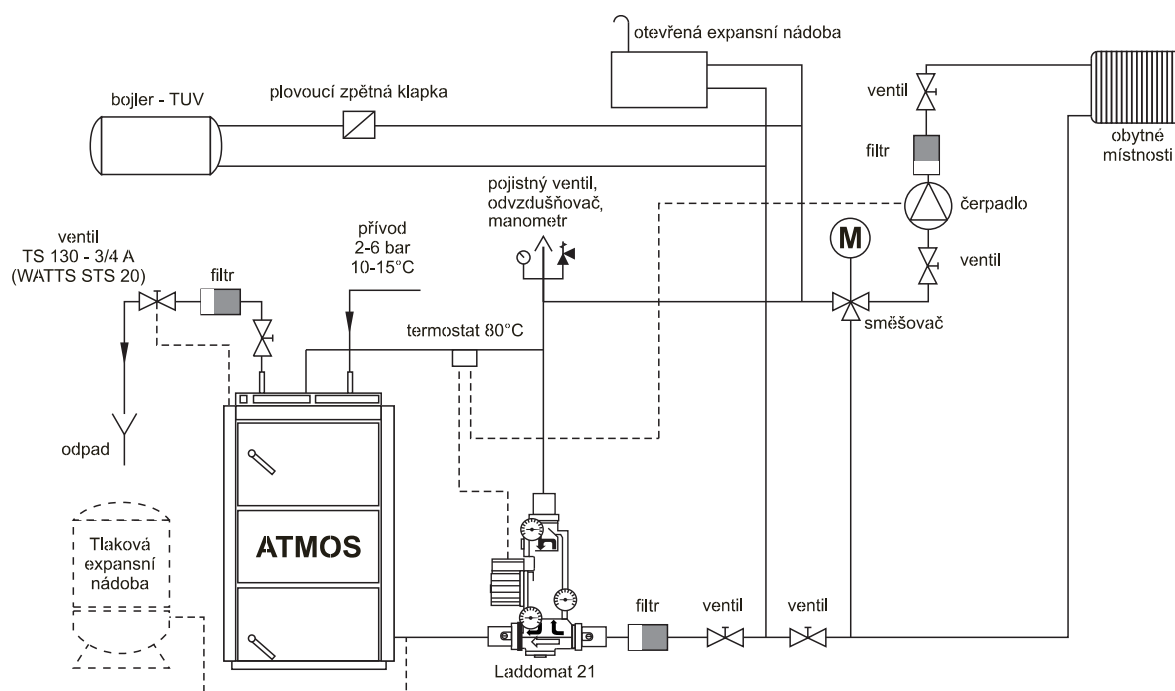 otevřená expansní nádoba
bojler - TUV
plovoucí zpětná klapka
ventil
obytné
místnosti
filtr
pojistný ventil,
odvzdušňovač,
manometr
čerpadlo
přívod
2-6 bar
10-15°C
ventil
TS 130 - 3/4 A
(WATTS STS 20)
filtr
M
ventil
směšovač
termostat 80°C
odpad
ATMOS
Tlaková
expansní
nádoba
filtr
ventil
ventil
Laddomat 21